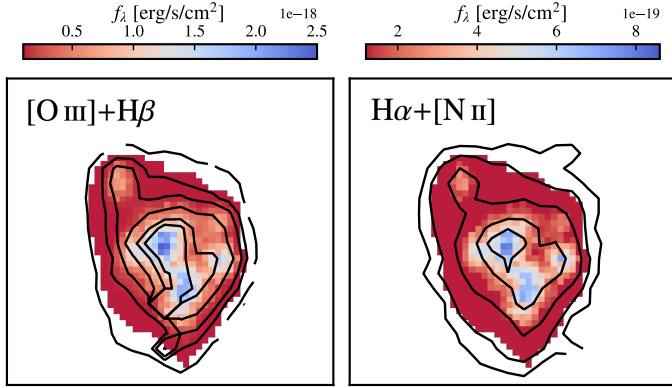 f_λ [erg/s/cm²] 1e−18
0.5 1.0 1.5 2.0 2.5
[O III]+Hβ
f_λ [erg/s/cm²] 1e−19
2 4 6 8
Hα+[N II]